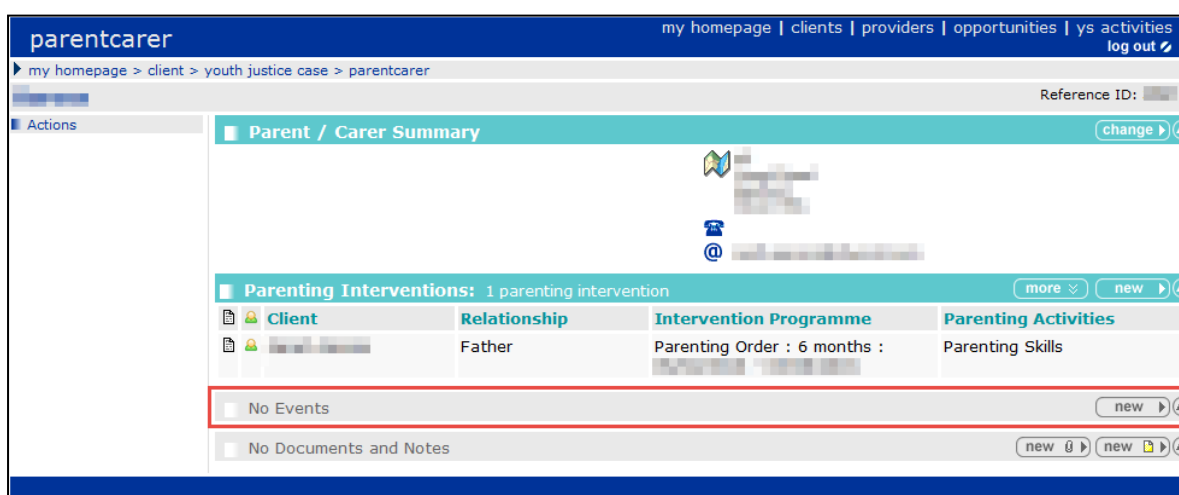 parentcarer
my homepage | clients | providers | opportunities | ys activities
log out
my homepage > client > youth justice case > parentcarer
Reference ID:
Actions
Parent / Carer Summary
change
@
Parenting Interventions: 1 parenting intervention
more
new
Client Relationship Intervention Programme Parenting Activities
Father Parenting Order : 6 months : Parenting Skills
No Events
new
No Documents and Notes
new
new